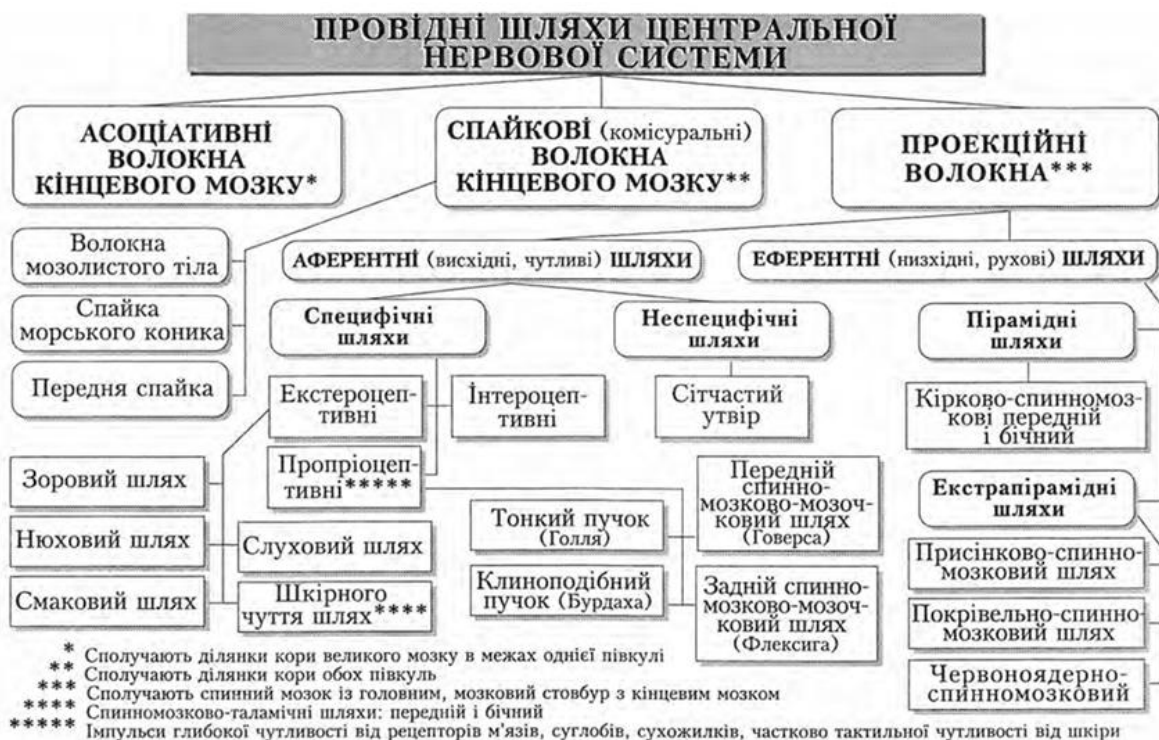 ПРОВІДНІ ШЛЯХИ ЦЕНТРАЛЬНОЇ
НЕРВОВОЇ СИСТЕМИ
АСОЦІАТИВНІ
ВОЛОКНА
КІНЦЕВОГО МОЗКУ*
СПАЙКОВІ (комісуральні)
ВОЛОКНА
КІНЦЕВОГО МОЗКУ**
ПРОЕКЦІЙНІ
ВОЛОКНА***
Волокна
мозолистого тіла
Спайка
морського коника
Передня спайка
АФЕРЕНТНІ (висхідні, чутливі) ШЛЯХИ
ЕФЕРЕНТНІ (низхідні, рухові) ШЛЯХИ
Специфічні
шляхи
Неспецифічні
шляхи
Пірамідні
шляхи
Екстероцеп-
тивні
Інтероцеп-
тивні
Сітчастий
утвір
Кірково-спинномоз-
кові передній
і бічний
Пропріоцеп-
тивні*****
Зоровий шлях
Нюховий шлях
Смаковий шлях
Слуховий шлях
Шкірного
чуття шлях****
Тонкий пучок
(Голля)
Клиноподібний
пучок (Бурдаха)
Передній
спинно-
мозково-мозоч-
ковий шлях
(Говерса)
Задній спинно-
мозково-мозоч-
ковий шлях
(Флексига)
Екстрапірамідні
шляхи
Присінково-спинно-
мозковий шлях
Покрівельно-спинно-
мозковий шлях
Червоноядерно-
спинномозковий
* Сполучають ділянки кори великого мозку в межах однієї півкулі
** Сполучають ділянки кори обох півкуль
*** Сполучають спинний мозок із головним, мозковий стовбур з кінцевим мозком
**** Спинномозково-таламічні шляхи: передній і бічний
***** Імпульси глибокої чутливості від рецепторів м'язів, суглобів, сухожилків, частково тактильної чутливості від шкіри